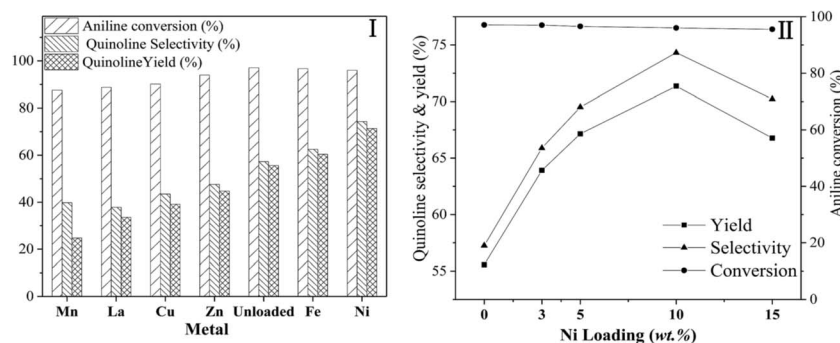 Aniline conversion (%)
Quinoline Selectivity (%)
QuinolineYield (%)
I
100
80
60
40
20
0
Mn La Cu Zn Unloaded Fe Ni
Metal
Quinoline selectivity & yield (%)
75
70
65
60
55
II
Yield
Selectivity
Conversion
0 3 5 10 15
Ni Loading (wt.%)
100
80
60
40
20
0
Aniline conversion (%)